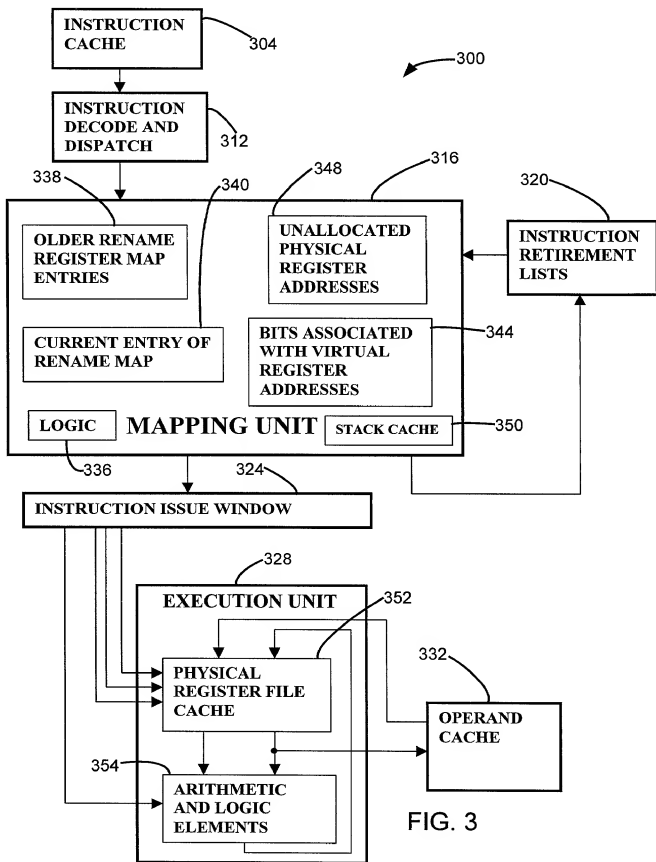 INSTRUCTION
CACHE
304
300
INSTRUCTION
DECODE AND
DISPATCH
312
338
340
348
316
320
OLDER RENAME
REGISTER MAP
ENTRIES
UNALLOCATED
PHYSICAL
REGISTER
ADDRESSES
INSTRUCTION
RETIREMENT
LISTS
CURRENT ENTRY OF
RENAME MAP
BITS ASSOCIATED
WITH VIRTUAL
REGISTER
ADDRESSES
344
LOGIC
MAPPING UNIT
STACK CACHE
350
336
324
INSTRUCTION ISSUE WINDOW
328
EXECUTION UNIT
352
PHYSICAL
REGISTER FILE
CACHE
332
OPERAND
CACHE
354
ARITHMETIC
AND LOGIC
ELEMENTS
FIG. 3